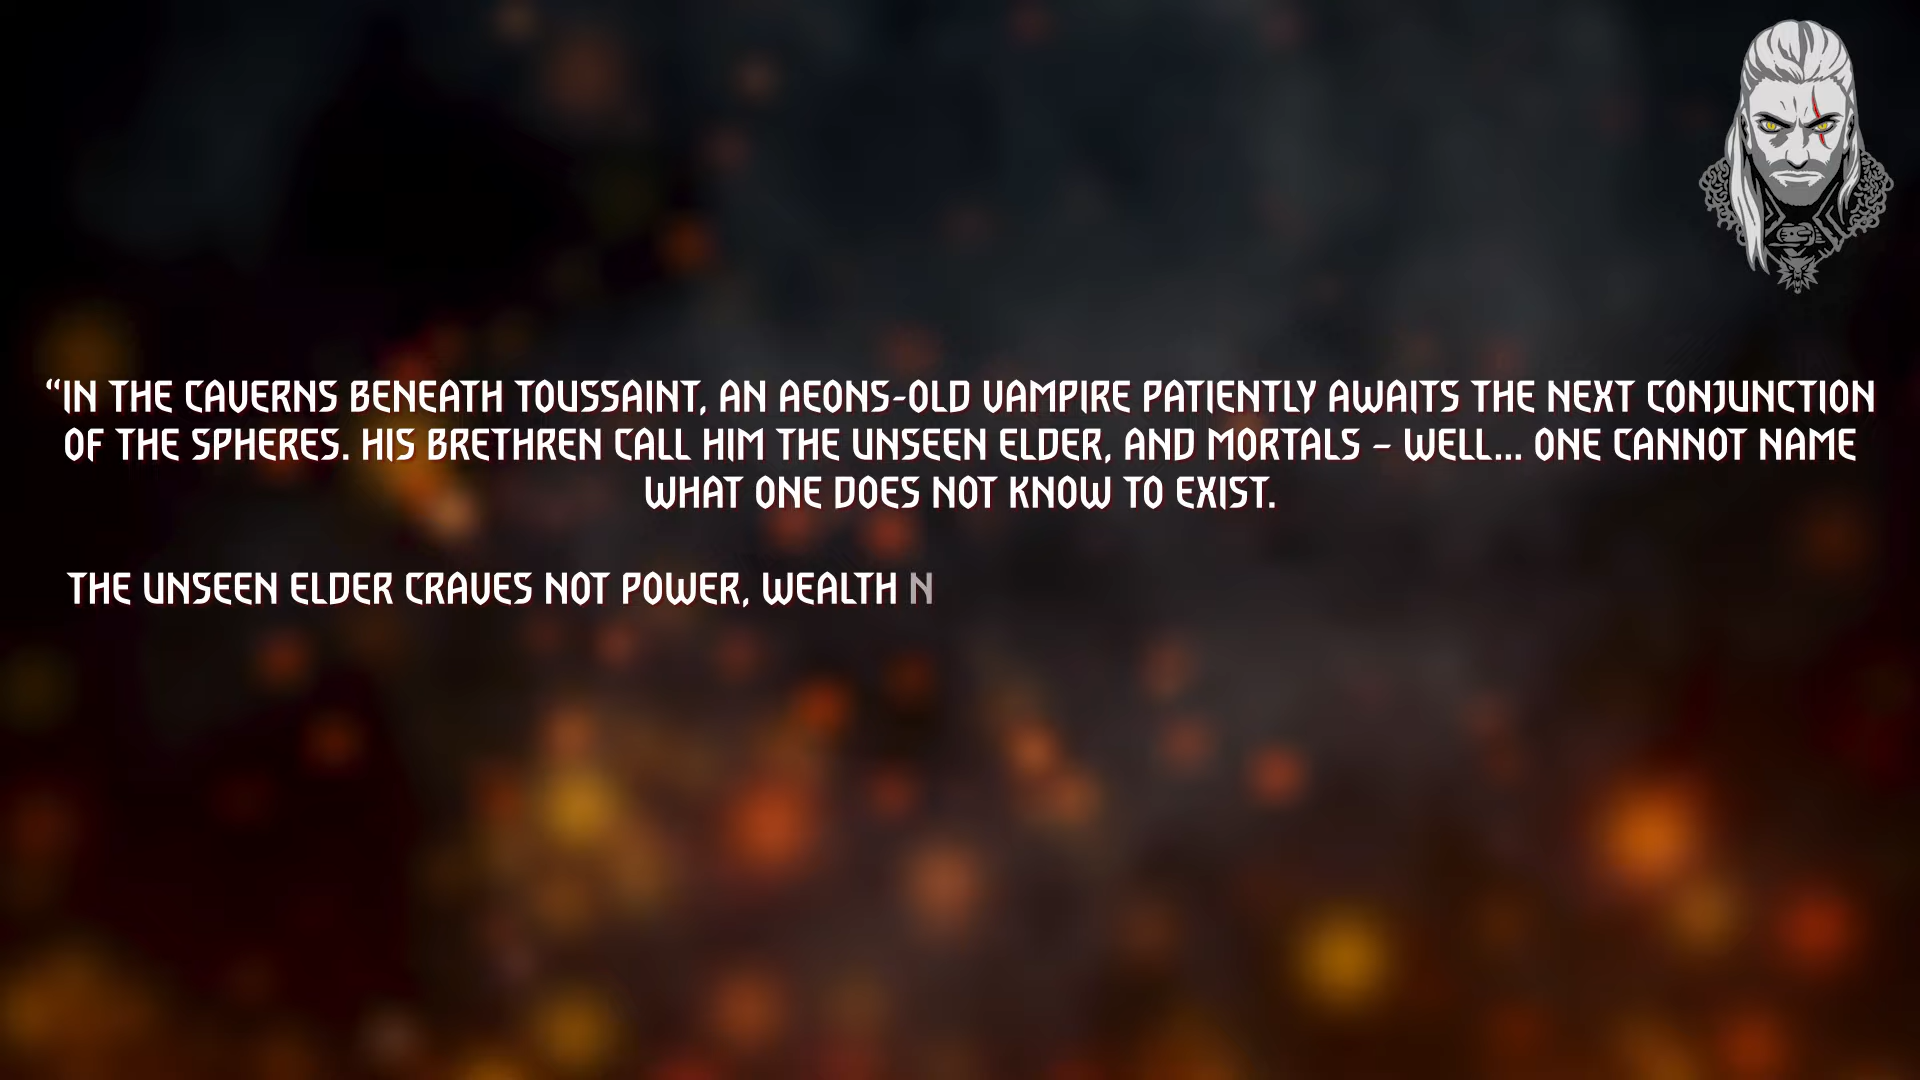 “IN THE CAVERNS BENEATH TOUSSAINT, AN AEONS-OLD VAMPIRE PATIENTLY AWAITS THE NEXT CONJUNCTION
OF THE SPHERES. HIS BRETHREN CALL HIM THE UNSEEN ELDER, AND MORTALS – WELL... ONE CANNOT NAME
WHAT ONE DOES NOT KNOW TO EXIST.
THE UNSEEN ELDER CRAVES NOT POWER, WEALTH N